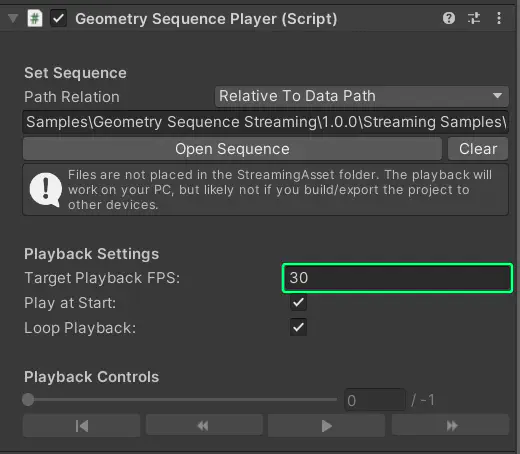 Geometry Sequence Player (Script)
Set Sequence
Path Relation Relative To Data Path
Samples\Geometry Sequence Streaming\1.0.0\Streaming Samples\
Open Sequence Clear
Files are not placed in the StreamingAsset folder. The playback will
work on your PC, but likely not if you build/export the project to
other devices.
Playback Settings
Target Playback FPS: 30
Play at Start:
Loop Playback:
Playback Controls
0 / -1